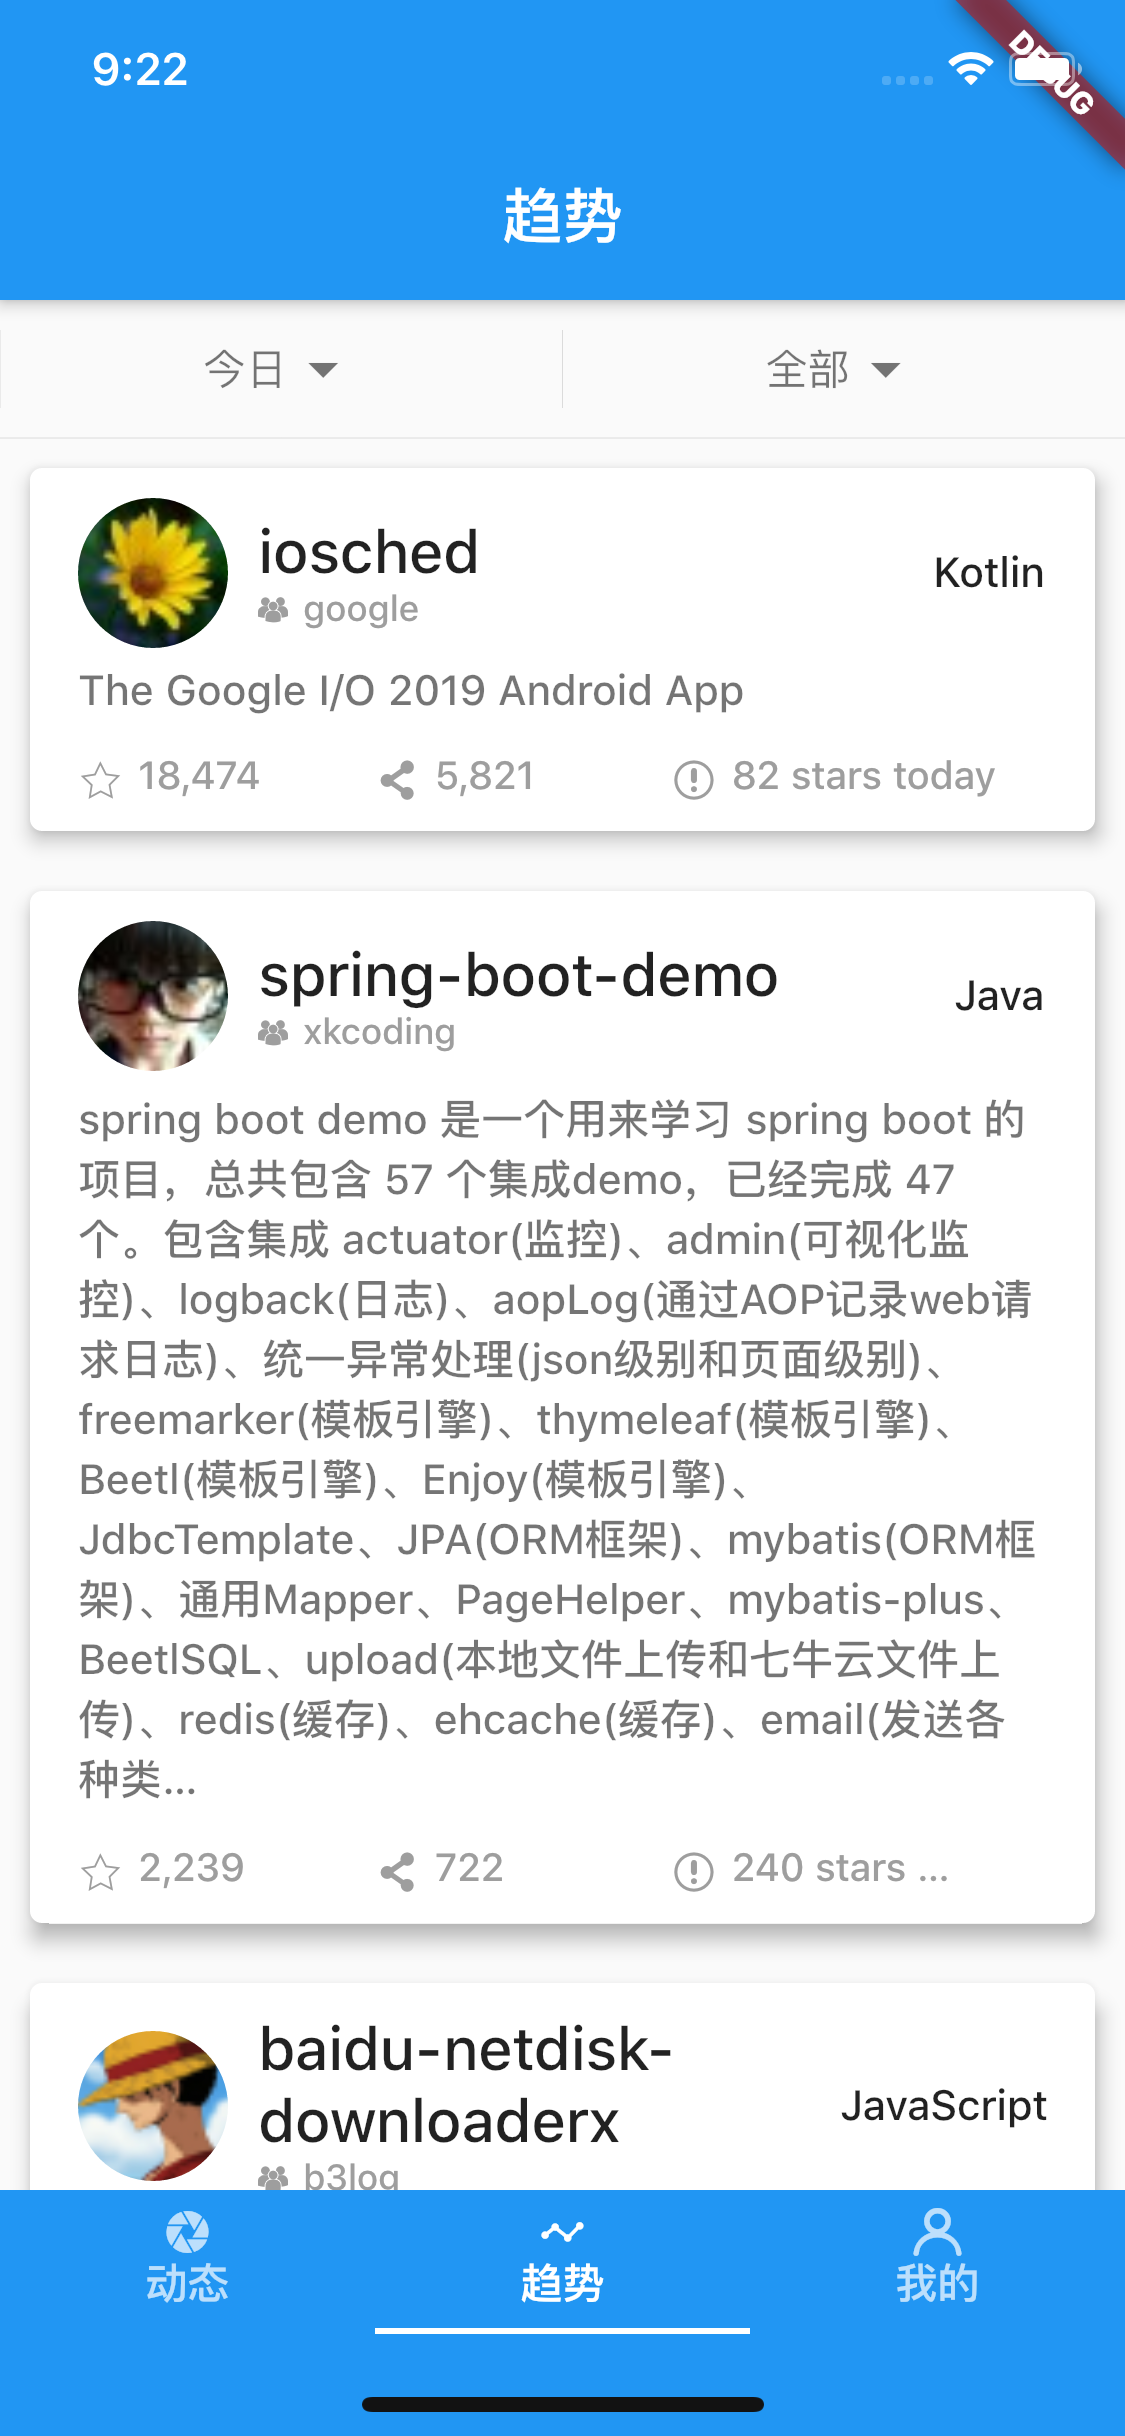 9:22
DEBUG
趋势
今日
全部
iosched
google
Kotlin
The Google I/O 2019 Android App
18,474
5,821
82 stars today
spring-boot-demo
xkcoding
Java
spring boot demo 是一个用来学习 spring boot 的
项目，总共包含 57 个集成demo，已经完成 47
个。包含集成 actuator(监控)、admin(可视化监
控)、logback(日志)、aopLog(通过AOP记录web请
求日志)、统一异常处理(json级别和页面级别)、
freemarker(模板引擎)、thymeleaf(模板引擎)、
Beetl(模板引擎)、Enjoy(模板引擎)、
JdbcTemplate、JPA(ORM框架)、mybatis(ORM框
架)、通用Mapper、PageHelper、mybatis-plus、
BeetlSQL、upload(本地文件上传和七牛云文件上
传)、redis(缓存)、ehcache(缓存)、email(发送各
种类...
2,239
722
240 stars ...
baidu-netdisk-
downloaderx
b3log
JavaScript
动态
趋势
我的